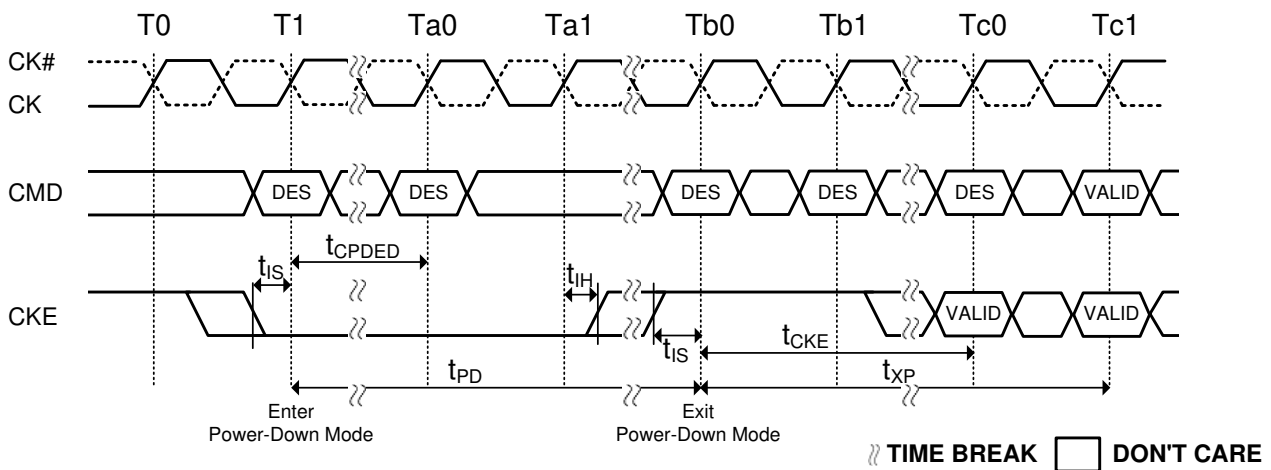 T0 T1 Ta0 Ta1 Tb0 Tb1 Tc0 Tc1
CK#
CK
CMD DES DES DES DES DES VALID
tCPDED
tIS tIH
CKE VALID VALID
tIS tCKE
tPD tXP
Enter
Power-Down Mode
Exit
Power-Down Mode
TIME BREAK DON'T CARE